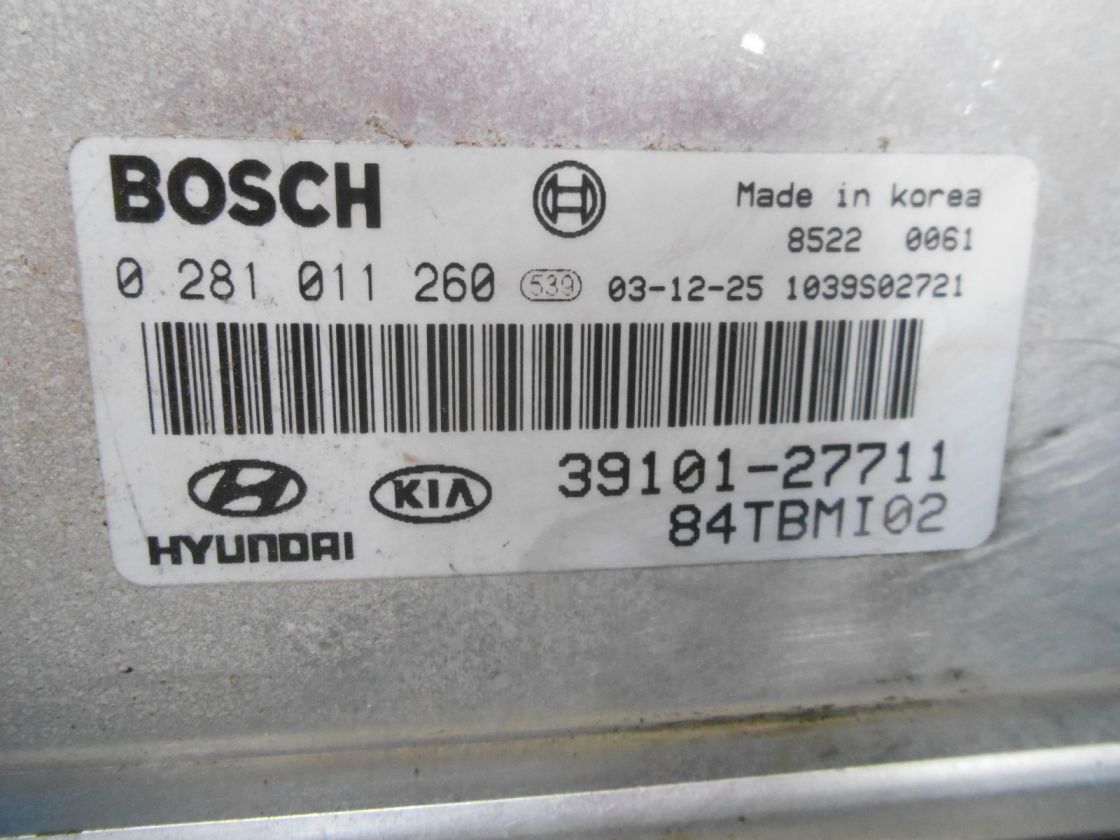 BOSCH
Made in korea
8522 0061
0 281 011 260 539 03-12-25 1039S02721
KIA 39101-27711
HYUNDAI 84TBMI02